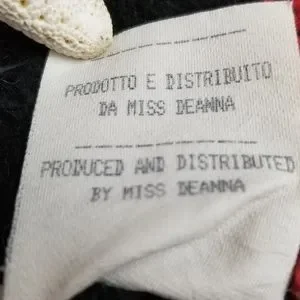 PRODOTTO E DISTRIBUITO
DA MISS DEANNA
PRODUCED AND DISTRIBUTED
BY MISS DEANNA